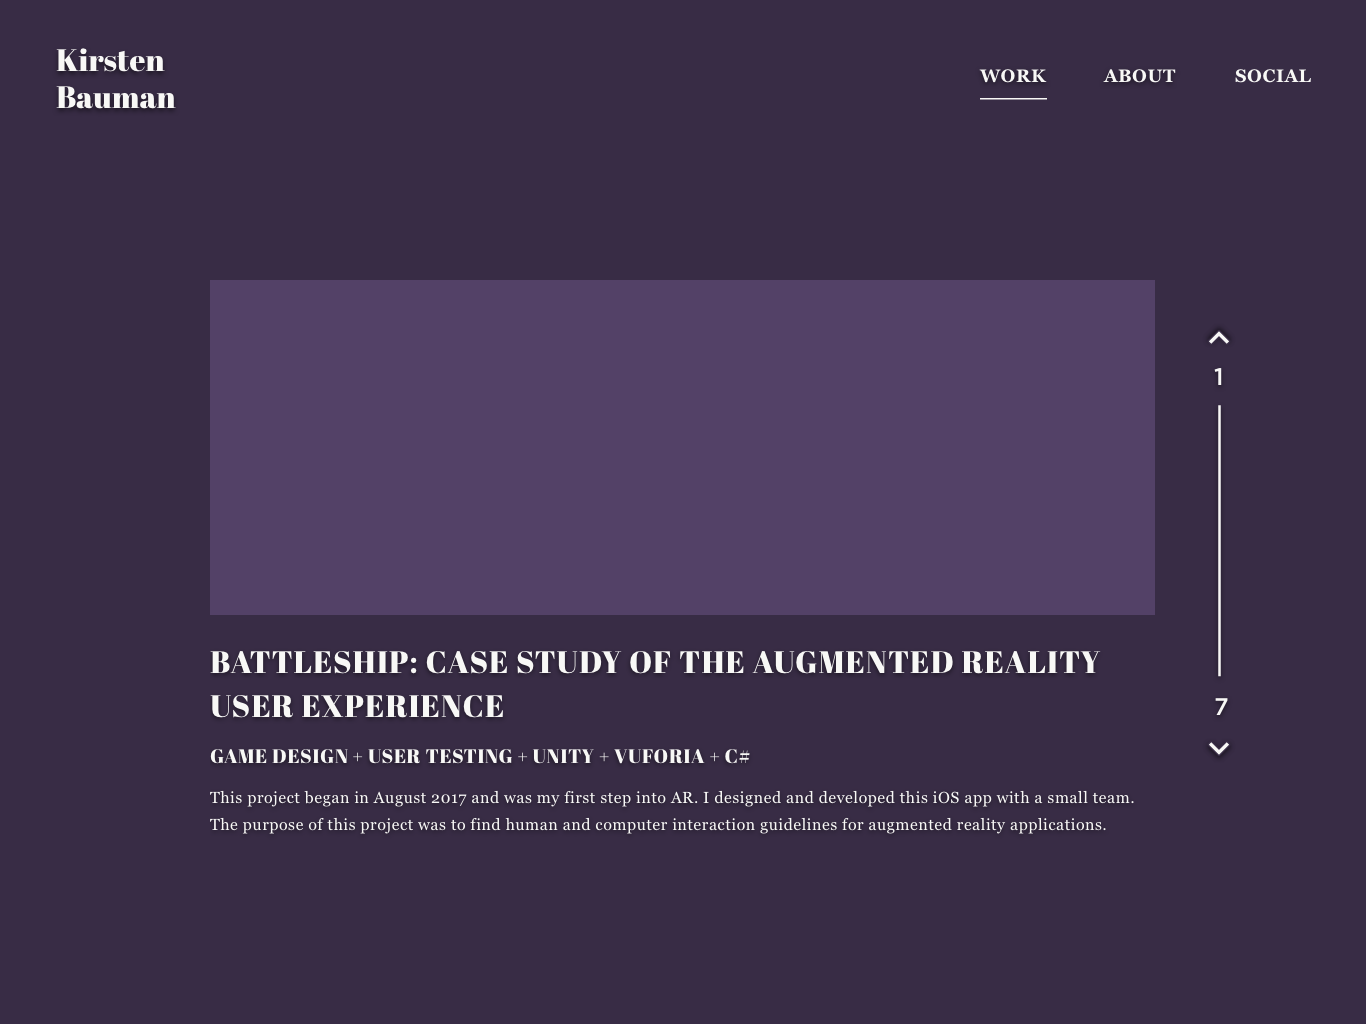 Kirsten
Bauman
WORK ABOUT SOCIAL
1
7
BATTLESHIP: CASE STUDY OF THE AUGMENTED REALITY
USER EXPERIENCE
GAME DESIGN + USER TESTING + UNITY + VUFORIA + C#
This project began in August 2017 and was my first step into AR. I designed and developed this iOS app with a small team.
The purpose of this project was to find human and computer interaction guidelines for augmented reality applications.